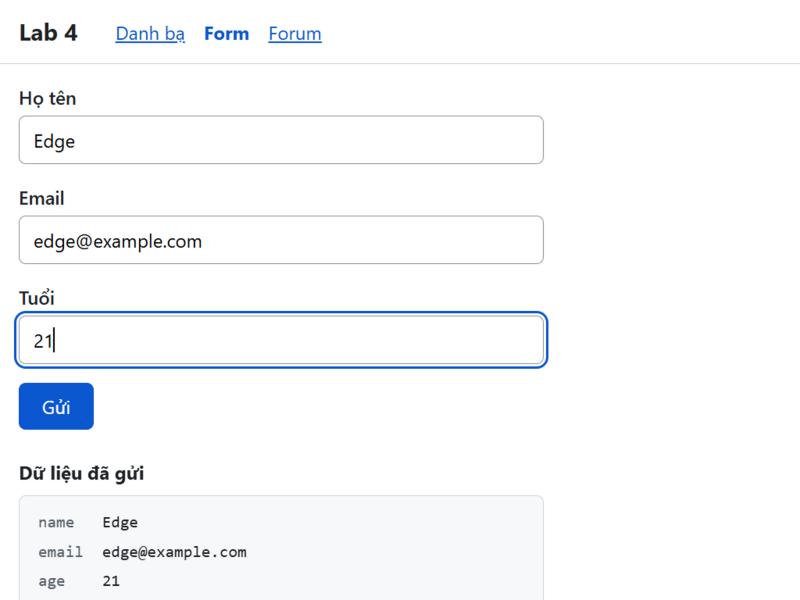 Lab 4 Danh bạ Form Forum
Họ tên
Edge
Email
edge@example.com
Tuổi
21
Gửi
Dữ liệu đã gửi
name Edge
email edge@example.com
age 21